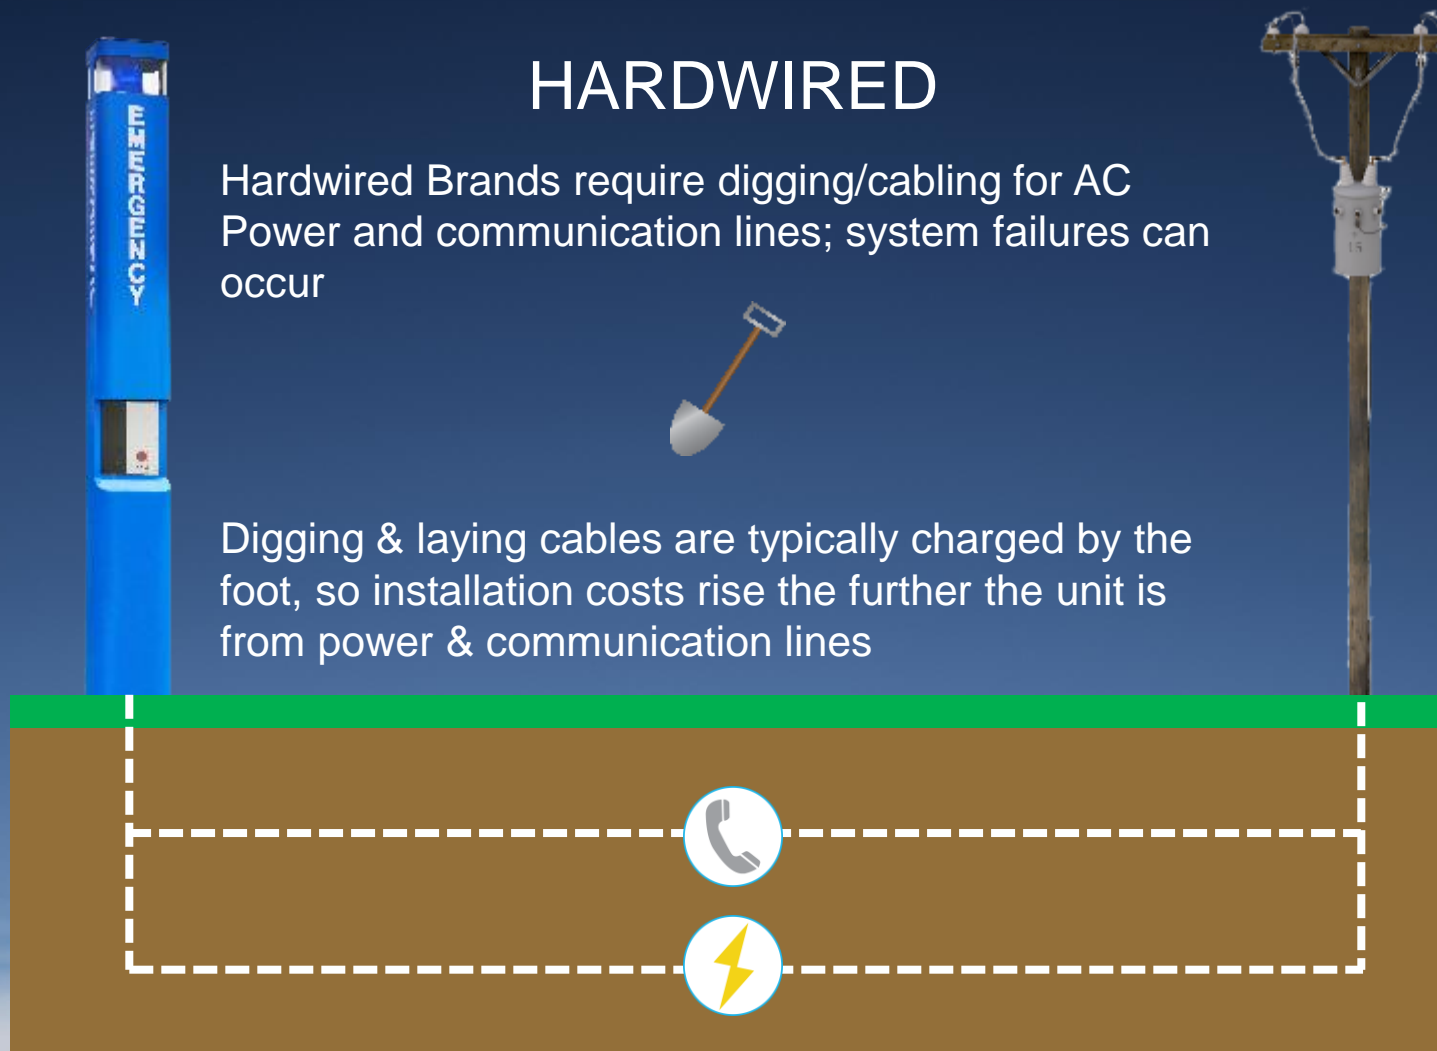 HARDWIRED
EMERGENCY
Hardwired Brands require digging/cabling for AC
Power and communication lines; system failures can
occur
15
Digging & laying cables are typically charged by the
foot, so installation costs rise the further the unit is
from power & communication lines